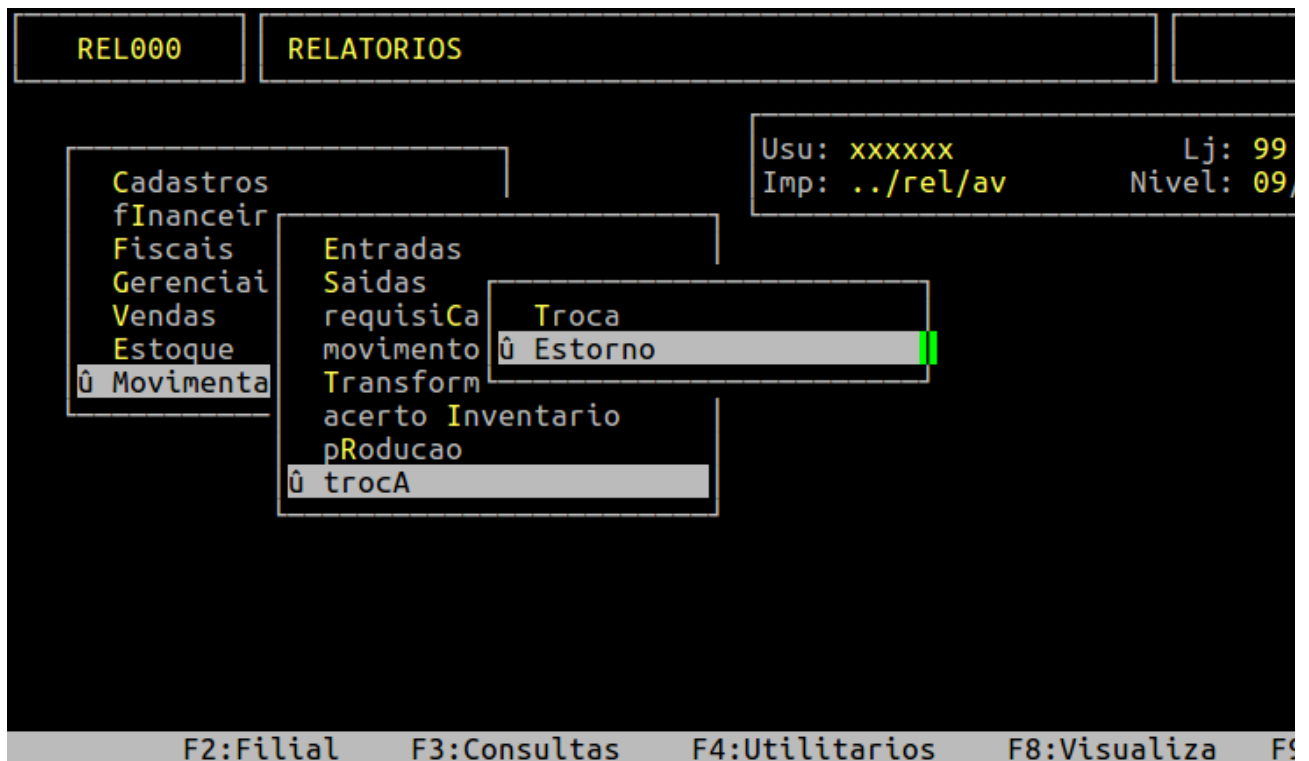 REL000 RELATORIOS
Usu: xxxxxx Lj: 99
Imp: ../rel/av Nivel: 09/
Cadastros
fInanceir
Fiscais
Gerenciai
Vendas
Estoque
û Movimenta
Entradas
Saidas
requisiCa
movimento
Transform
acerto Inventario
pRoducao
û trocA
Troca
û Estorno
F2:Filial F3:Consultas F4:Utilitarios F8:Visualiza F9